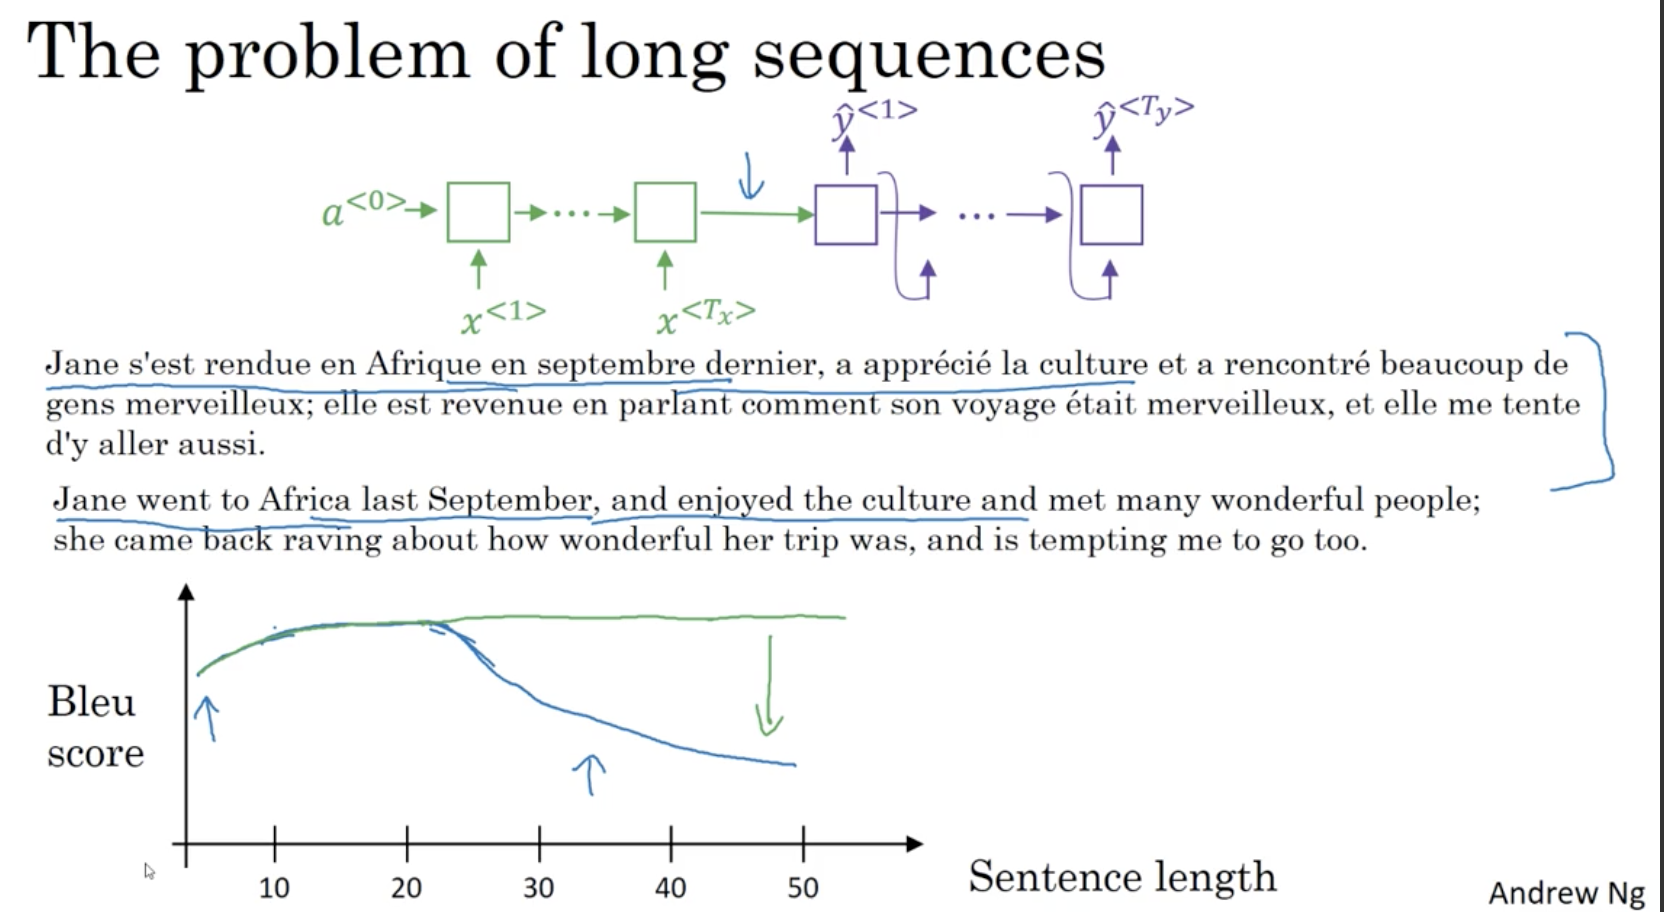 The problem of long sequences
ŷ<1> ŷ<Ty>
a<0>
x<1> x<Tx>
Jane s'est rendue en Afrique en septembre dernier, a apprécié la culture et a rencontré beaucoup de
gens merveilleux; elle est revenue en parlant comment son voyage était merveilleux, et elle me tente
d'y aller aussi.
Jane went to Africa last September, and enjoyed the culture and met many wonderful people;
she came back raving about how wonderful her trip was, and is tempting me to go too.
Bleu
score
10 20 30 40 50
Sentence length
Andrew Ng